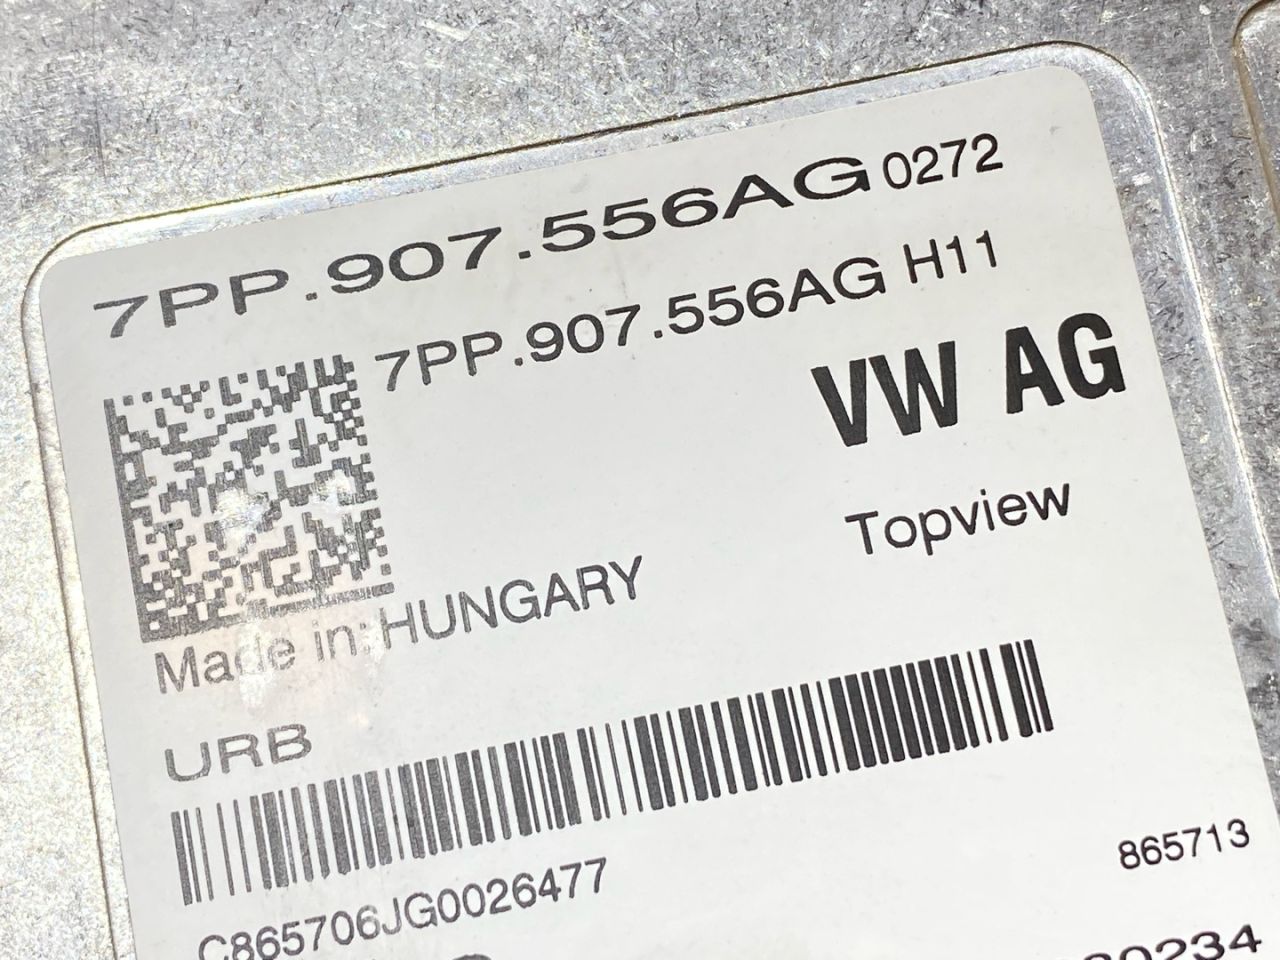 7PP.907.556AG 0272
7PP.907.556AG H11
VW AG
Topview
Made in: HUNGARY
URB
865713
C865706JG0026477